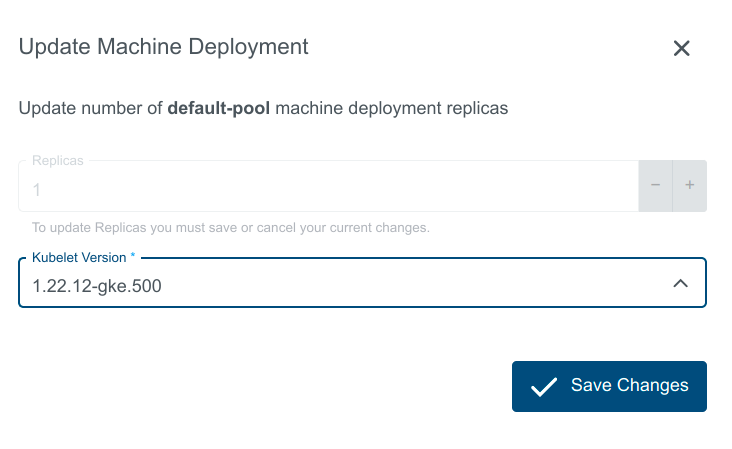 Update Machine Deployment
Update number of default-pool machine deployment replicas
Replicas
1
To update Replicas you must save or cancel your current changes.
Kubelet Version *
1.22.12-gke.500
Save Changes